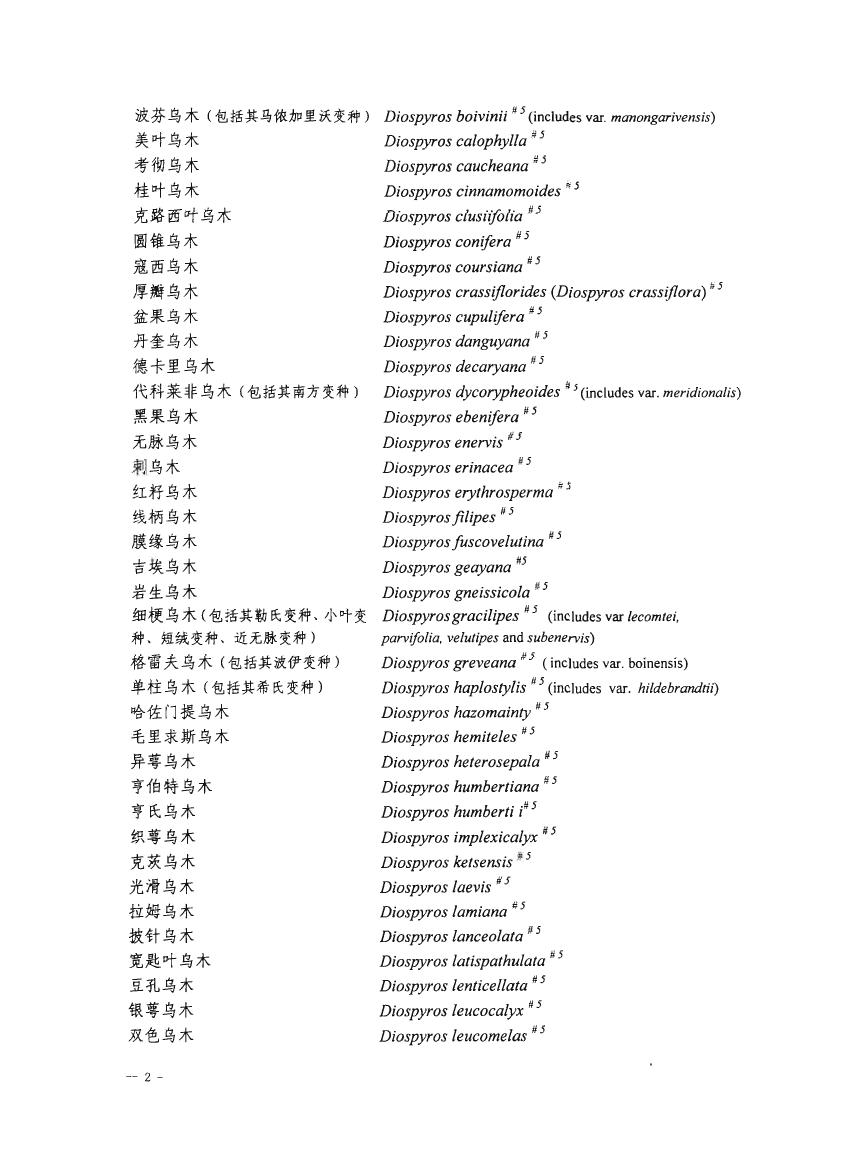 波芬乌木（包括其马侬加里沃变种） Diospyros boivinii #5 (includes var. manongarivensis)
美叶乌木 Diospyros calophylla #5
考彻乌木 Diospyros caucheana #5
桂叶乌木 Diospyros cinnamomoides #5
克路西叶乌木 Diospyros clusiifolia #5
圆锥乌木 Diospyros conifera #5
寇西乌木 Diospyros coursiana #5
厚瓣乌木 Diospyros crassiflorides (Diospyros crassiflora) #5
盆果乌木 Diospyros cupulifera #5
丹奎乌木 Diospyros danguyana #5
德卡里乌木 Diospyros decaryana #5
代科莱非乌木（包括其南方变种） Diospyros dycorypheoides #5 (includes var. meridionalis)
黑果乌木 Diospyros ebenifera #5
无脉乌木 Diospyros enervis #5
刺乌木 Diospyros erinacea #5
红籽乌木 Diospyros erythrosperma #5
线柄乌木 Diospyros filipes #5
膜缘乌木 Diospyros fuscovelutina #5
吉埃乌木 Diospyros geayana #5
岩生乌木 Diospyros gneissicola #5
细梗乌木（包括其勒氏变种、小叶变 Diospyros gracilipes #5 (includes var lecomtei,
种、短绒变种、近无脉变种） parvifolia, velutipes and subenervis)
格雷夫乌木（包括其波伊变种） Diospyros greveana #5 ( includes var. boinensis)
单柱乌木（包括其希氏变种） Diospyros haplostylis #5 (includes var. hildebrandtii)
哈佐门提乌木 Diospyros hazomainty #5
毛里求斯乌木 Diospyros hemiteles #5
异萼乌木 Diospyros heterosepala #5
亨伯特乌木 Diospyros humbertiana #5
亨氏乌木 Diospyros humberti i#5
织萼乌木 Diospyros implexicalyx #5
克茨乌木 Diospyros ketsensis #5
光滑乌木 Diospyros laevis #5
拉姆乌木 Diospyros lamiana #5
披针乌木 Diospyros lanceolata #5
宽匙叶乌木 Diospyros latispathulata #5
豆孔乌木 Diospyros lenticellata #5
银萼乌木 Diospyros leucocalyx #5
双色乌木 Diospyros leucomelas #5
-- 2 -